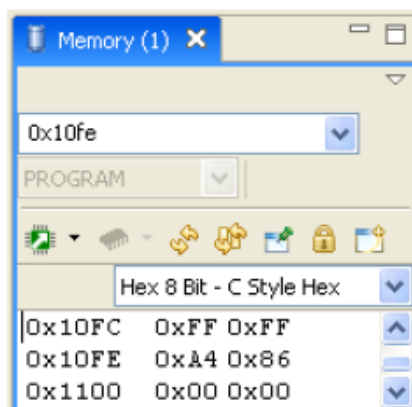 Memory (1)
0x10fe
PROGRAM
Hex 8 Bit - C Style Hex
0x10FC 0xFF 0xFF
0x10FE 0xA4 0x86
0x1100 0x00 0x00